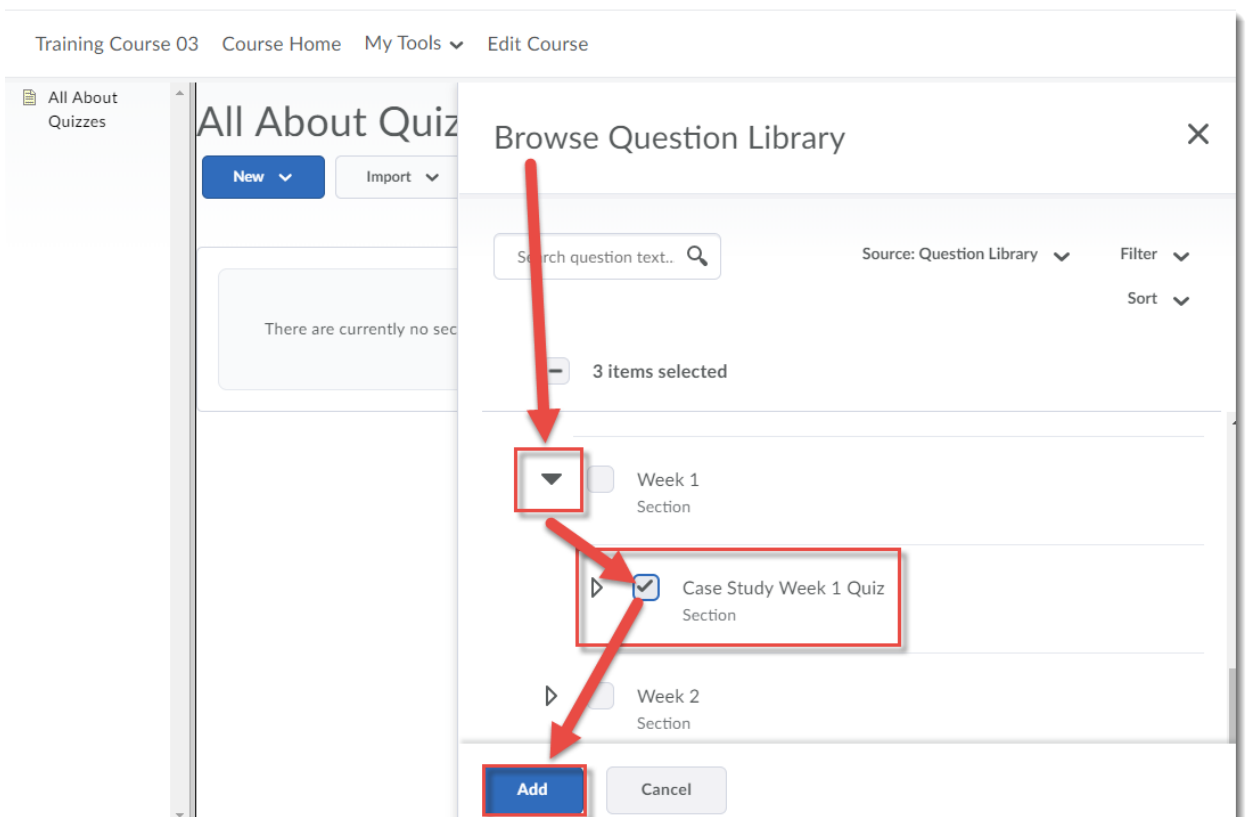 Training Course 03 Course Home My Tools Edit Course
All About
Quizzes
All About Quiz
New
Import
There are currently no sec
Browse Question Library
Search question text..
Source: Question Library
Filter
Sort
3 items selected
Week 1
Section
Case Study Week 1 Quiz
Section
Week 2
Section
Add
Cancel